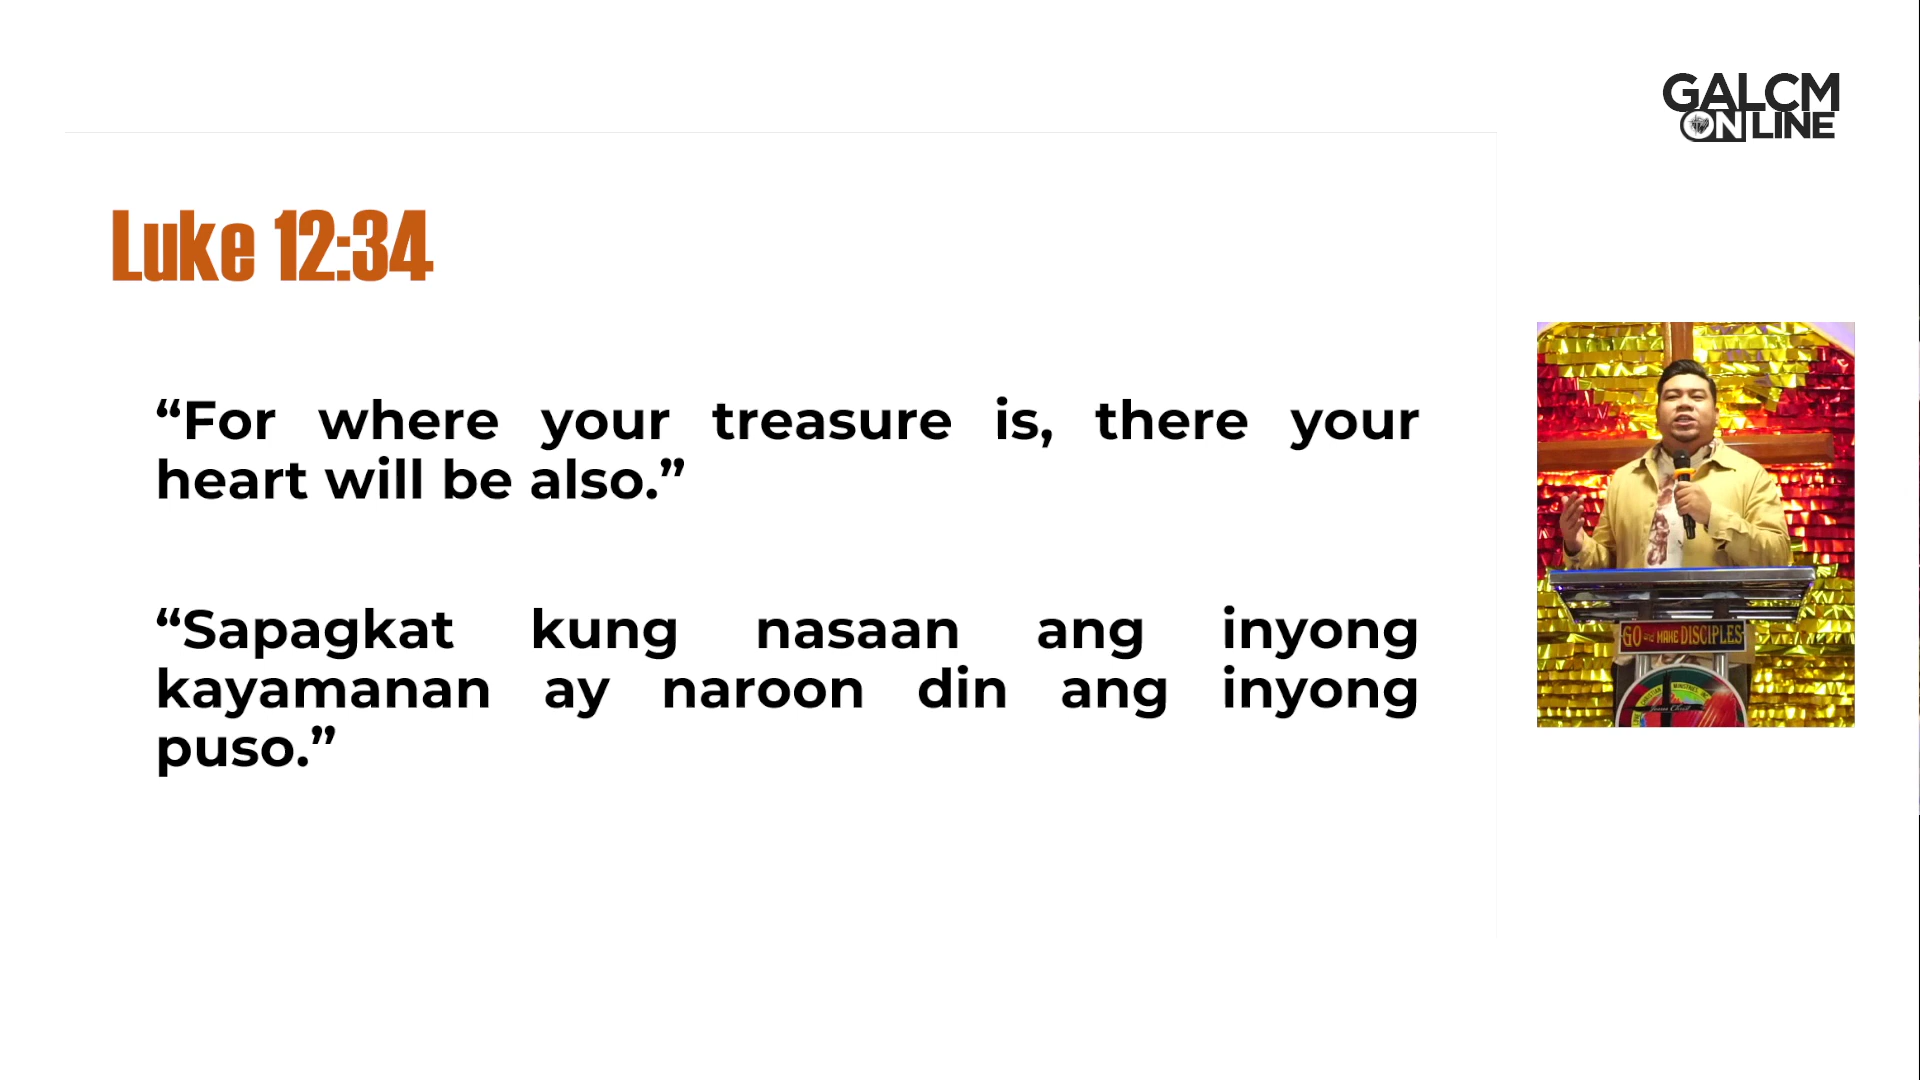 GALCM
ONLINE
Luke 12:34
“For where your treasure is, there your
heart will be also.”
“Sapagkat kung nasaan ang inyong
kayamanan ay naroon din ang inyong
puso.”
GO and MAKE DISCIPLES